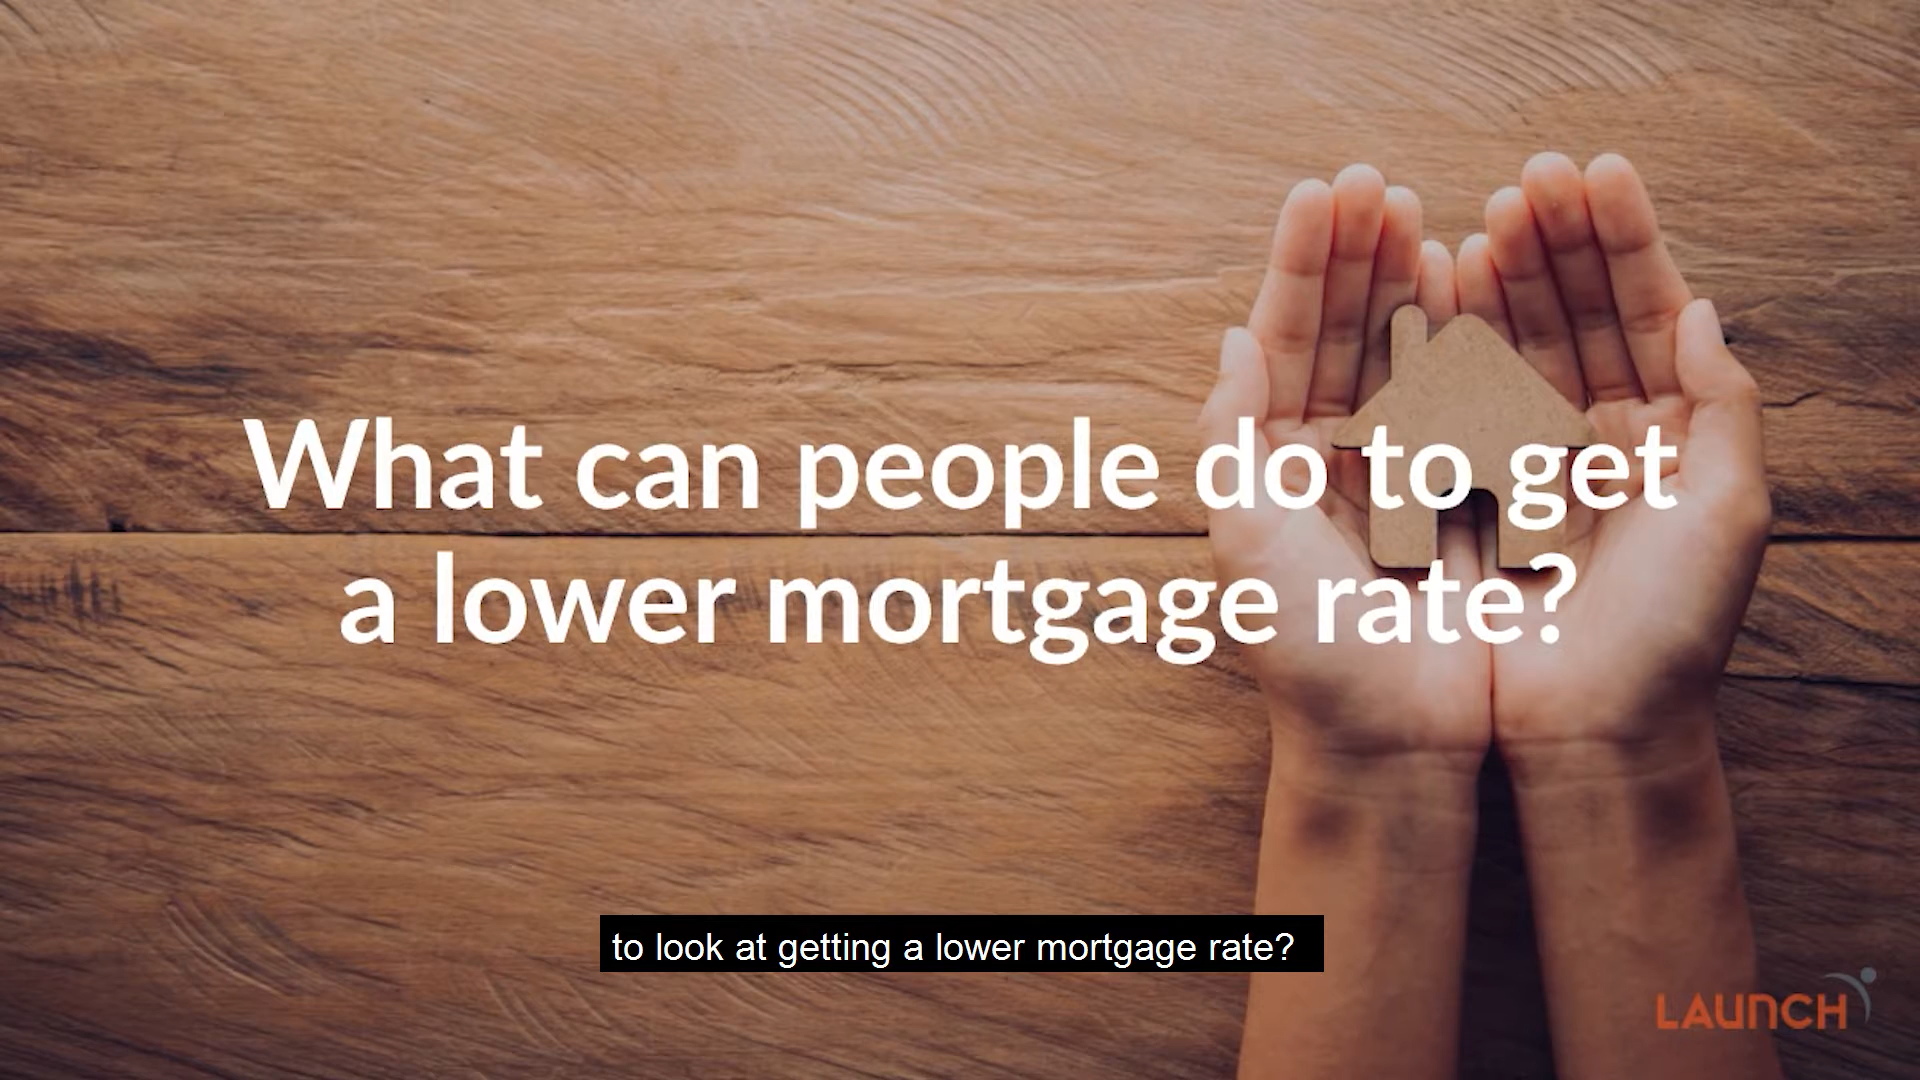 What can people do to get
a lower mortgage rate?
to look at getting a lower mortgage rate?
LAUNCH